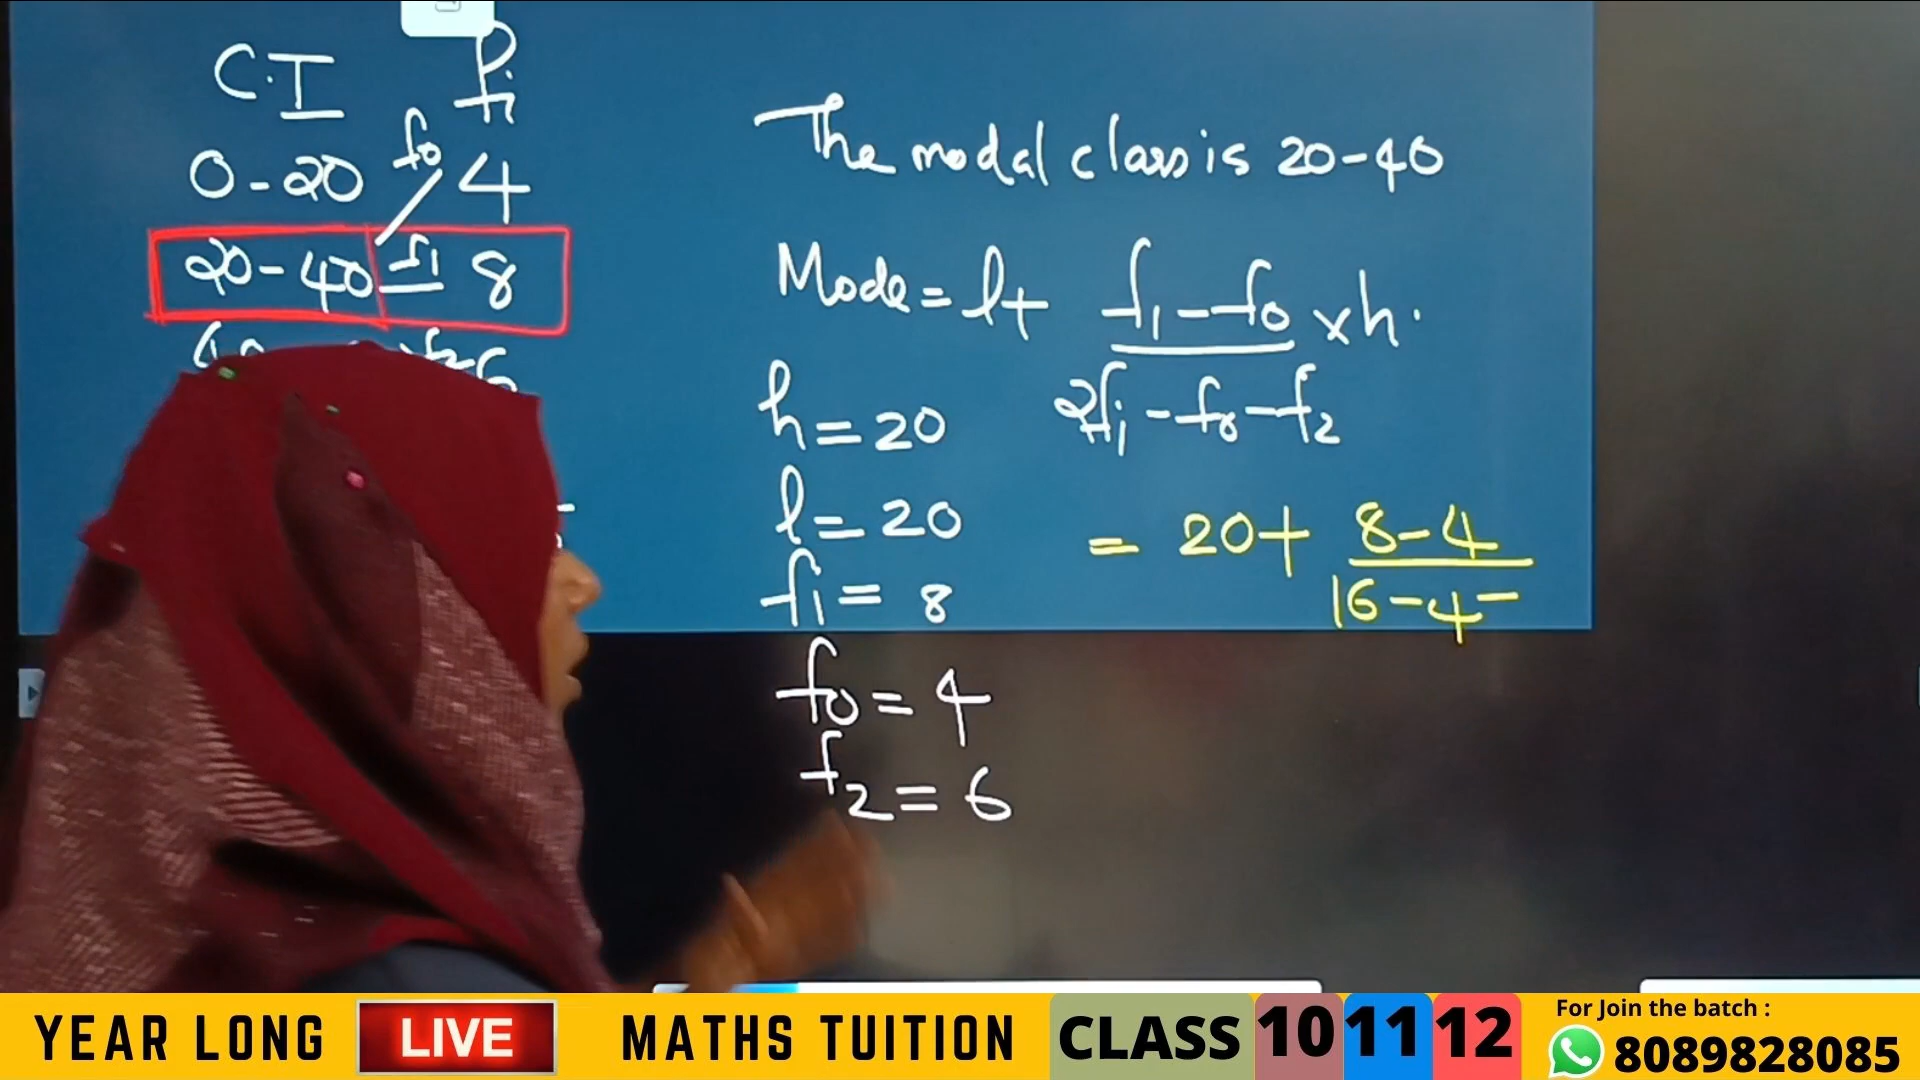 C.I fi
0-20 f0 4
20-40 f1 8
f2 6
The modal class is 20-40
Mode = l + f1 - f0 × h.
2f1 - f0 - f2
h = 20
l = 20
f1 = 8
f0 = 4
f2 = 6
= 20 + 8-4
16-4-
YEAR LONG LIVE MATHS TUITION CLASS 10 11 12
For Join the batch :
8089828085